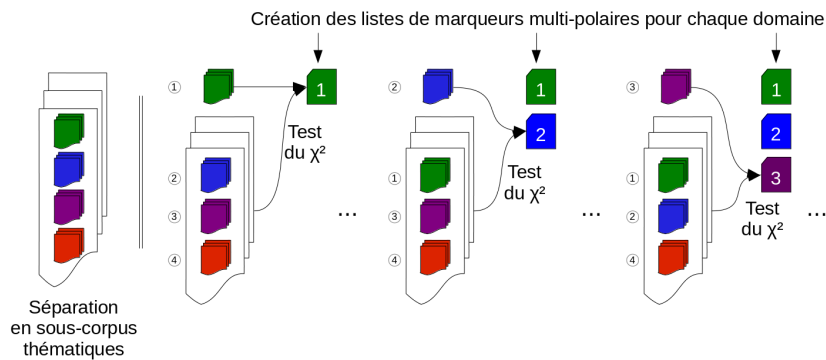 Création des listes de marqueurs multi-polaires pour chaque domaine
① 1
② 1
③ 1
2
2
Test
du χ²
② ③ ④
...
3
Test
du χ²
① ③ ④
...
Test
du χ²
① ② ④
...
Séparation
en sous-corpus
thématiques